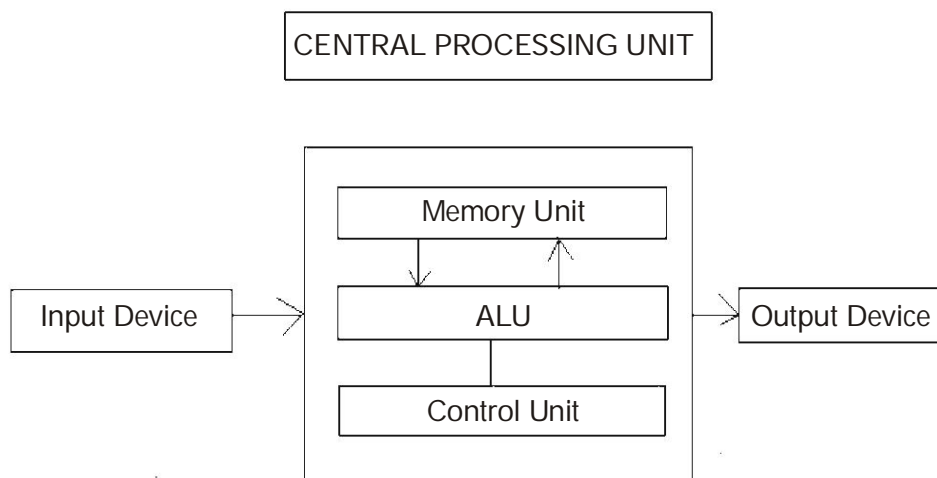 CENTRAL PROCESSING UNIT
Memory Unit
Input Device
ALU
Output Device
Control Unit